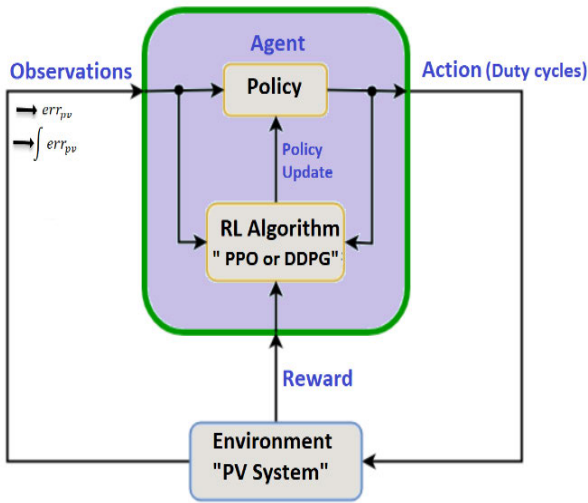 Agent
Observations
Action (Duty cycles)
Policy
err_pv
∫ err_pv
Policy
Update
RL Algorithm
" PPO or DDPG"
Reward
Environment
"PV System"